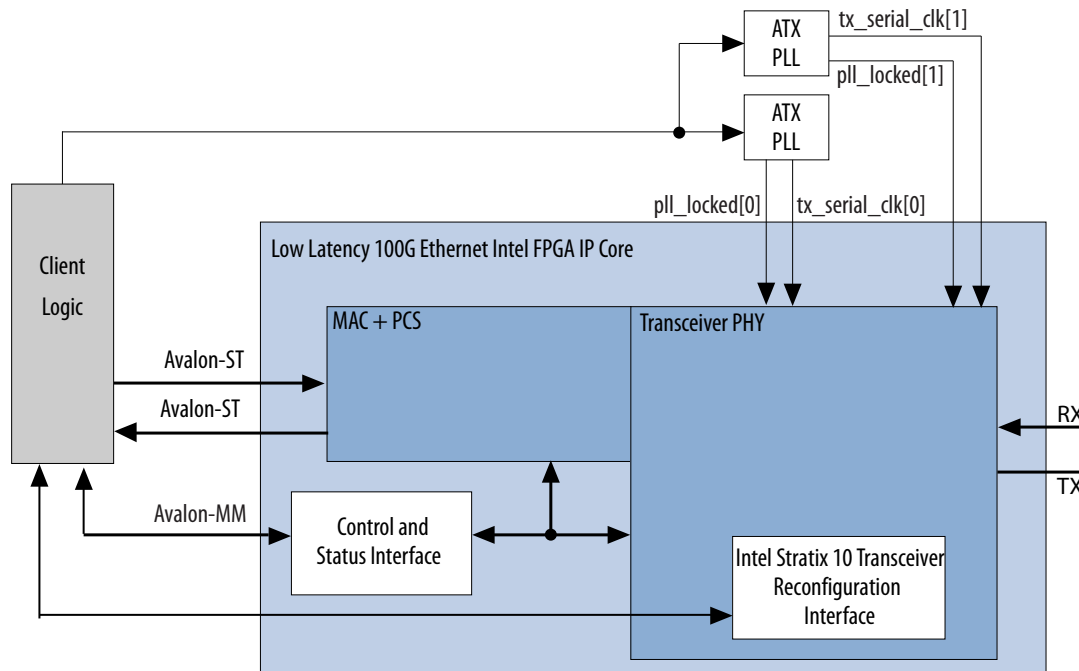 ATX
PLL
tx_serial_clk[1]
pll_locked[1]
ATX
PLL
pll_locked[0]
tx_serial_clk[0]
Client
Logic
Low Latency 100G Ethernet Intel FPGA IP Core
MAC + PCS
Transceiver PHY
Avalon-ST
Avalon-ST
RX
TX
Avalon-MM
Control and
Status Interface
Intel Stratix 10 Transceiver
Reconfiguration
Interface